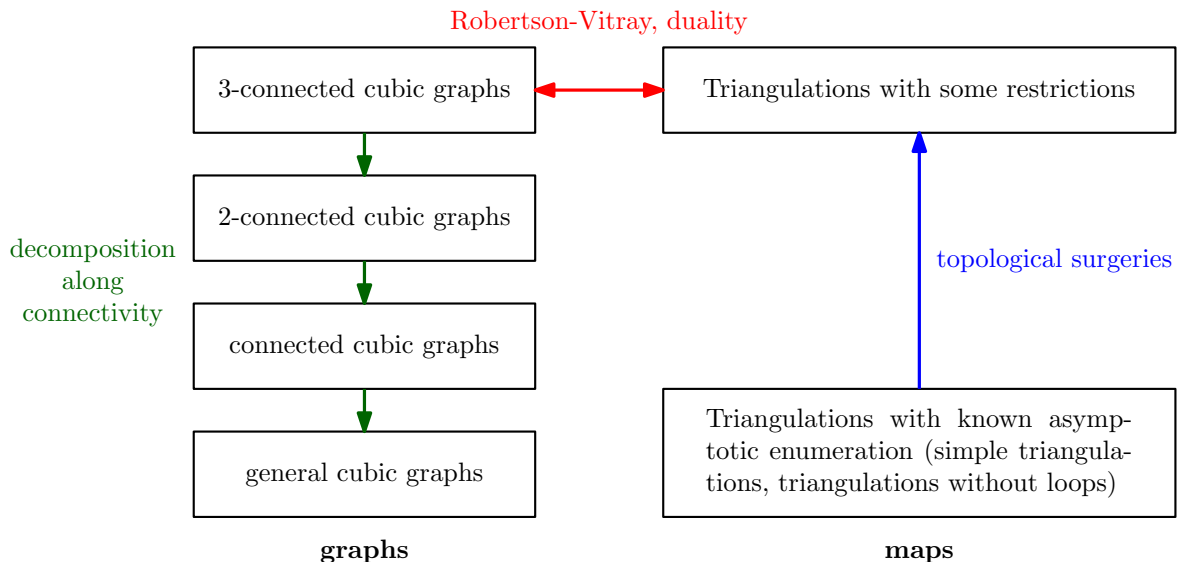 Robertson-Vitray, duality
3-connected cubic graphs
Triangulations with some restrictions
2-connected cubic graphs
decomposition
along
connectivity
topological surgeries
connected cubic graphs
Triangulations with known asymp-
totic enumeration (simple triangula-
tions, triangulations without loops)
general cubic graphs
graphs
maps